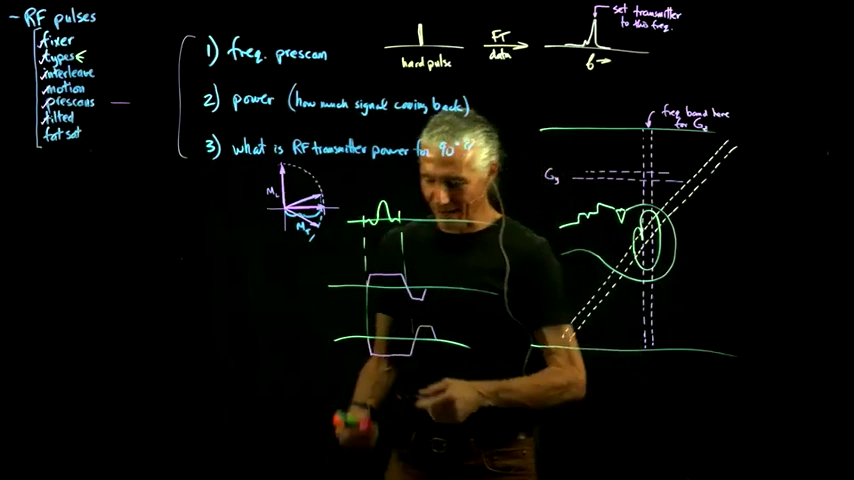 - RF pulses
fixer
types
interleave
motion
prescans
tilted
fat sat
1) freq. prescan
hard pulse
FT
data
f→
set transmitter
to this freq.
2) power (how much signal coming back)
3) what is RF transmitter power for 90°?
Mz
freq band here
for Gz
Gy